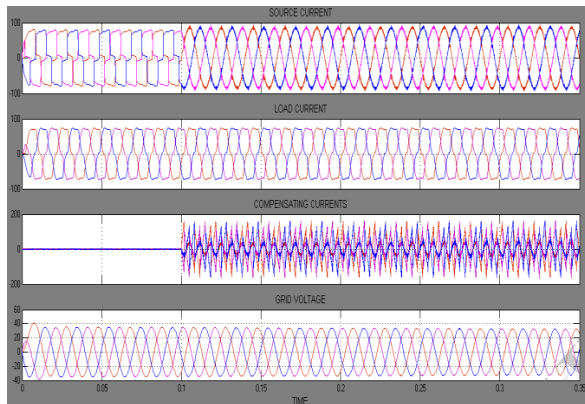 SOURCE CURRENT
100
0
-100
LOAD CURRENT
100
0
-100
COMPENSATING CURRENTS
200
0
-200
GRID VOLTAGE
60
40
20
0
-20
-40
0 0.05 0.1 0.15 0.2 0.25 0.3 0.35
TIME